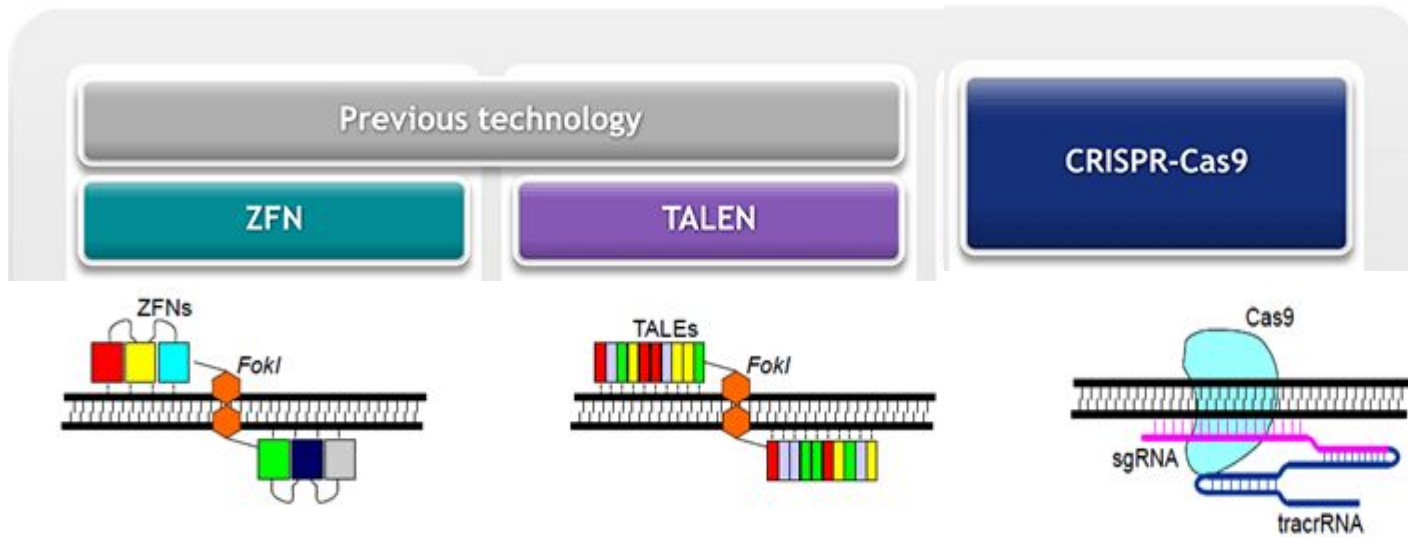 Previous technology
CRISPR-Cas9
ZFN
TALEN
ZFNs
FokI
TALEs
FokI
Cas9
sgRNA
tracrRNA